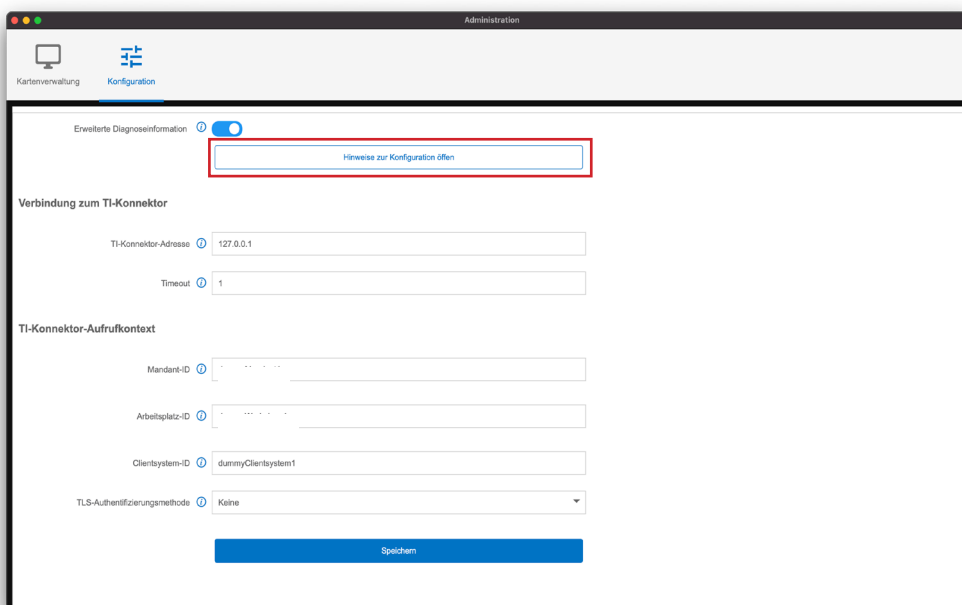 Administration
Kartenverwaltung
Konfiguration
Erweiterte Diagnoseinformation
Hinweise zur Konfiguration öffen
Verbindung zum TI-Konnektor
TI-Konnektor-Adresse
127.0.0.1
Timeout
1
TI-Konnektor-Aufrufkontext
Mandant-ID
Arbeitsplatz-ID
Clientsystem-ID
dummyClientsystem1
TLS-Authentifizierungsmethode
Keine
Speichern